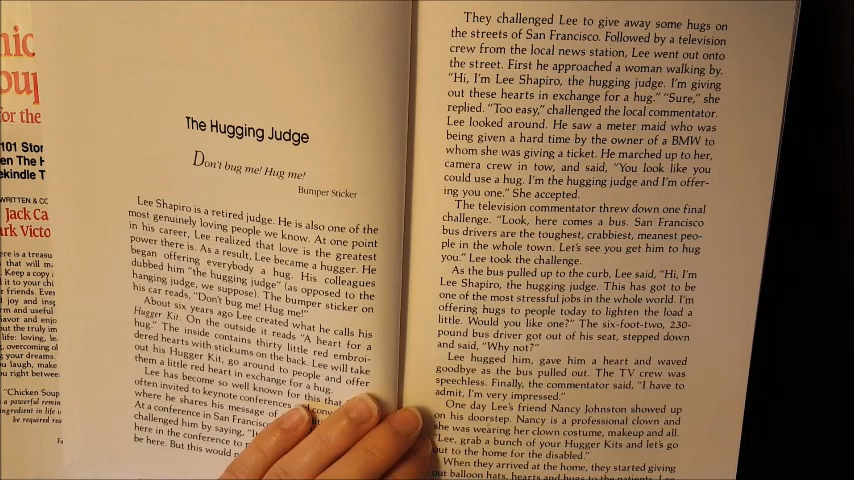 for the
101 Stor
WRITTEN & CO
Jack Ca
rk Victo
The Hugging Judge
Don't bug me! Hug me!
Bumper Sticker
Lee Shapiro is a retired judge. He is also one of the
most genuinely loving people we know. At one point
in his career, Lee realized that love is the greatest
power there is. As a result, Lee became a hugger. He
began offering everybody a hug. His colleagues
dubbed him "the hugging judge" (as opposed to the
hanging judge, we suppose). The bumper sticker on
his car reads, "Don't bug me! Hug me!"
About six years ago Lee created what he calls his
Hugger Kit. On the outside it reads "A heart for a
hug." The inside contains thirty little red embroi-
dered hearts with stickums on the back. Lee will take
out his Hugger Kit, go around to people and offer
them a little red heart in exchange for a hug.
Lee has become so well known for this that
often invited to keynote conferences
where he shares his message of
At a conference in San Francisco
challenged him by saying, "It
here in the conference to
be here. But this would
They challenged Lee to give away some hugs on
the streets of San Francisco. Followed by a television
crew from the local news station, Lee went out onto
the street. First he approached a woman walking by.
"Hi, I'm Lee Shapiro, the hugging judge. I'm giving
out these hearts in exchange for a hug." "Sure," she
replied. "Too easy," challenged the local commentator.
Lee looked around. He saw a meter maid who was
being given a hard time by the owner of a BMW to
whom she was giving a ticket. He marched up to her,
camera crew in tow, and said, "You look like you
could use a hug. I'm the hugging judge and I'm offer-
ing you one." She accepted.
The television commentator threw down one final
challenge. "Look, here comes a bus. San Francisco
bus drivers are the toughest, crabbiest, meanest peo-
ple in the whole town. Let's see you get him to hug
you." Lee took the challenge.
As the bus pulled up to the curb, Lee said, "Hi, I'm
Lee Shapiro, the hugging judge. This has got to be
one of the most stressful jobs in the whole world. I'm
offering hugs to people today to lighten the load a
little. Would you like one?" The six-foot-two, 230-
pound bus driver got out of his seat, stepped down
and said, "Why not?"
Lee hugged him, gave him a heart and waved
goodbye as the bus pulled out. The TV crew was
speechless. Finally, the commentator said, "I have to
admit, I'm very impressed."
One day Lee's friend Nancy Johnston showed up
on his doorstep. Nancy is a professional clown and
she was wearing her clown costume, makeup and all.
"Lee, grab a bunch of your Hugger Kits and let's go
out to the home for the disabled."
When they arrived at the home, they started giving
out balloon hats, hearts and hugs to the patients. Lee